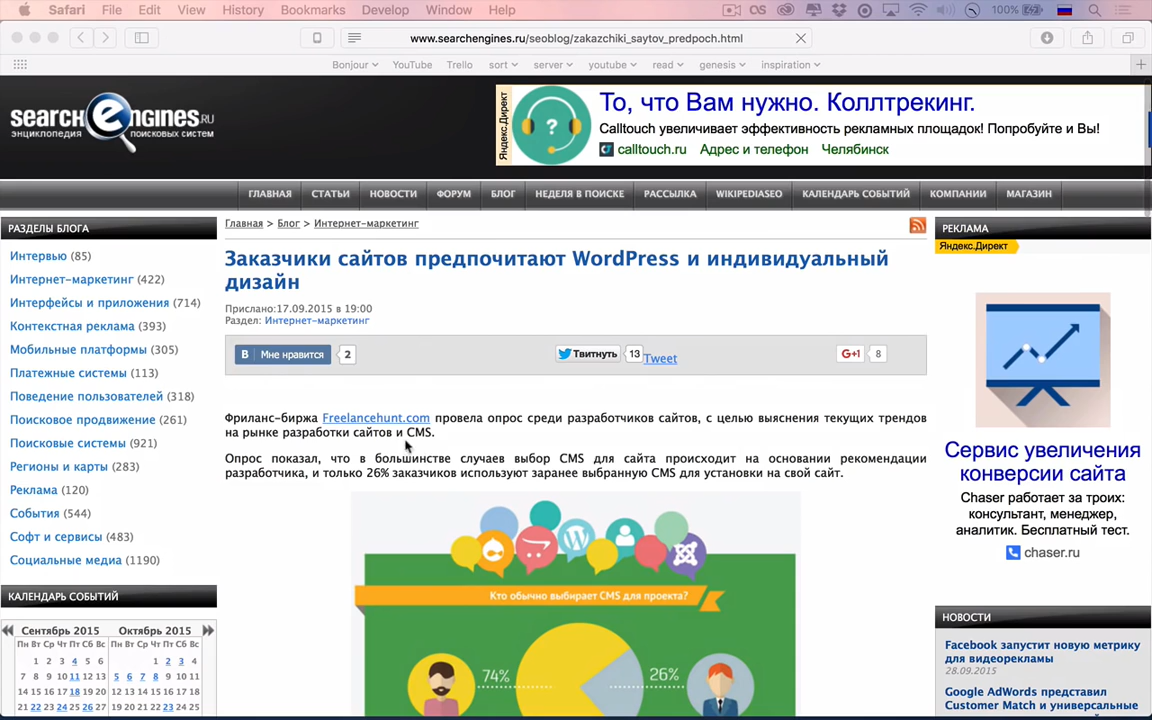 Safari File Edit View History Bookmarks Develop Window Help 100%
www.searchengines.ru/seoblog/zakazchiki_saytov_predpoch.html
Bonjour YouTube Trello sort server youtube read genesis inspiration
searchengines.RU
энциклопедия поисковых систем
Яндекс.Директ
?
То, что Вам нужно. Коллтрекинг.
Calltouch увеличивает эффективность рекламных площадок! Попробуйте и Вы!
calltouch.ru Адрес и телефон Челябинск
ГЛАВНАЯ СТАТЬИ НОВОСТИ ФОРУМ БЛОГ НЕДЕЛЯ В ПОИСКЕ РАССЫЛКА WIKIPEDIASEO КАЛЕНДАРЬ СОБЫТИЙ КОМПАНИИ МАГАЗИН
РАЗДЕЛЫ БЛОГА
Интервью (85)
Интернет-маркетинг (422)
Интерфейсы и приложения (714)
Контекстная реклама (393)
Мобильные платформы (305)
Платежные системы (113)
Поведение пользователей (318)
Поисковое продвижение (261)
Поисковые системы (921)
Регионы и карты (283)
Реклама (120)
События (544)
Софт и сервисы (483)
Социальные медиа (1190)
КАЛЕНДАРЬ СОБЫТИЙ
Сентябрь 2015 Октябрь 2015
Пн Вт Ср Чт Пт Сб Вс Пн Вт Ср Чт Пт Сб Вс
1 2 3 4 5 6 1 2 3 4
7 8 9 10 11 12 13 5 6 7 8 9 10 11
14 15 16 17 18 19 20 12 13 14 15 16 17 18
21 22 23 24 25 26 27 19 20 21 22 23 24 25
Главная > Блог > Интернет-маркетинг
Заказчики сайтов предпочитают WordPress и индивидуальный
дизайн
Прислано:17.09.2015 в 19:00
Раздел: Интернет-маркетинг
В Мне нравится 2 Твитнуть 13 Tweet G+1 8
Фриланс-биржа Freelancehunt.com провела опрос среди разработчиков сайтов, с целью выяснения текущих трендов
на рынке разработки сайтов и CMS.
Опрос показал, что в большинстве случаев выбор CMS для сайта происходит на основании рекомендации
разработчика, и только 26% заказчиков используют заранее выбранную CMS для установки на свой сайт.
Кто обычно выбирает CMS для проекта?
74% 26%
РЕКЛАМА
Яндекс.Директ
Сервис увеличения
конверсии сайта
Chaser работает за троих:
консультант, менеджер,
аналитик. Бесплатный тест.
chaser.ru
НОВОСТИ
Facebook запустит новую метрику
для видеорекламы
28.09.2015
Google AdWords представил
Customer Match и универсальные